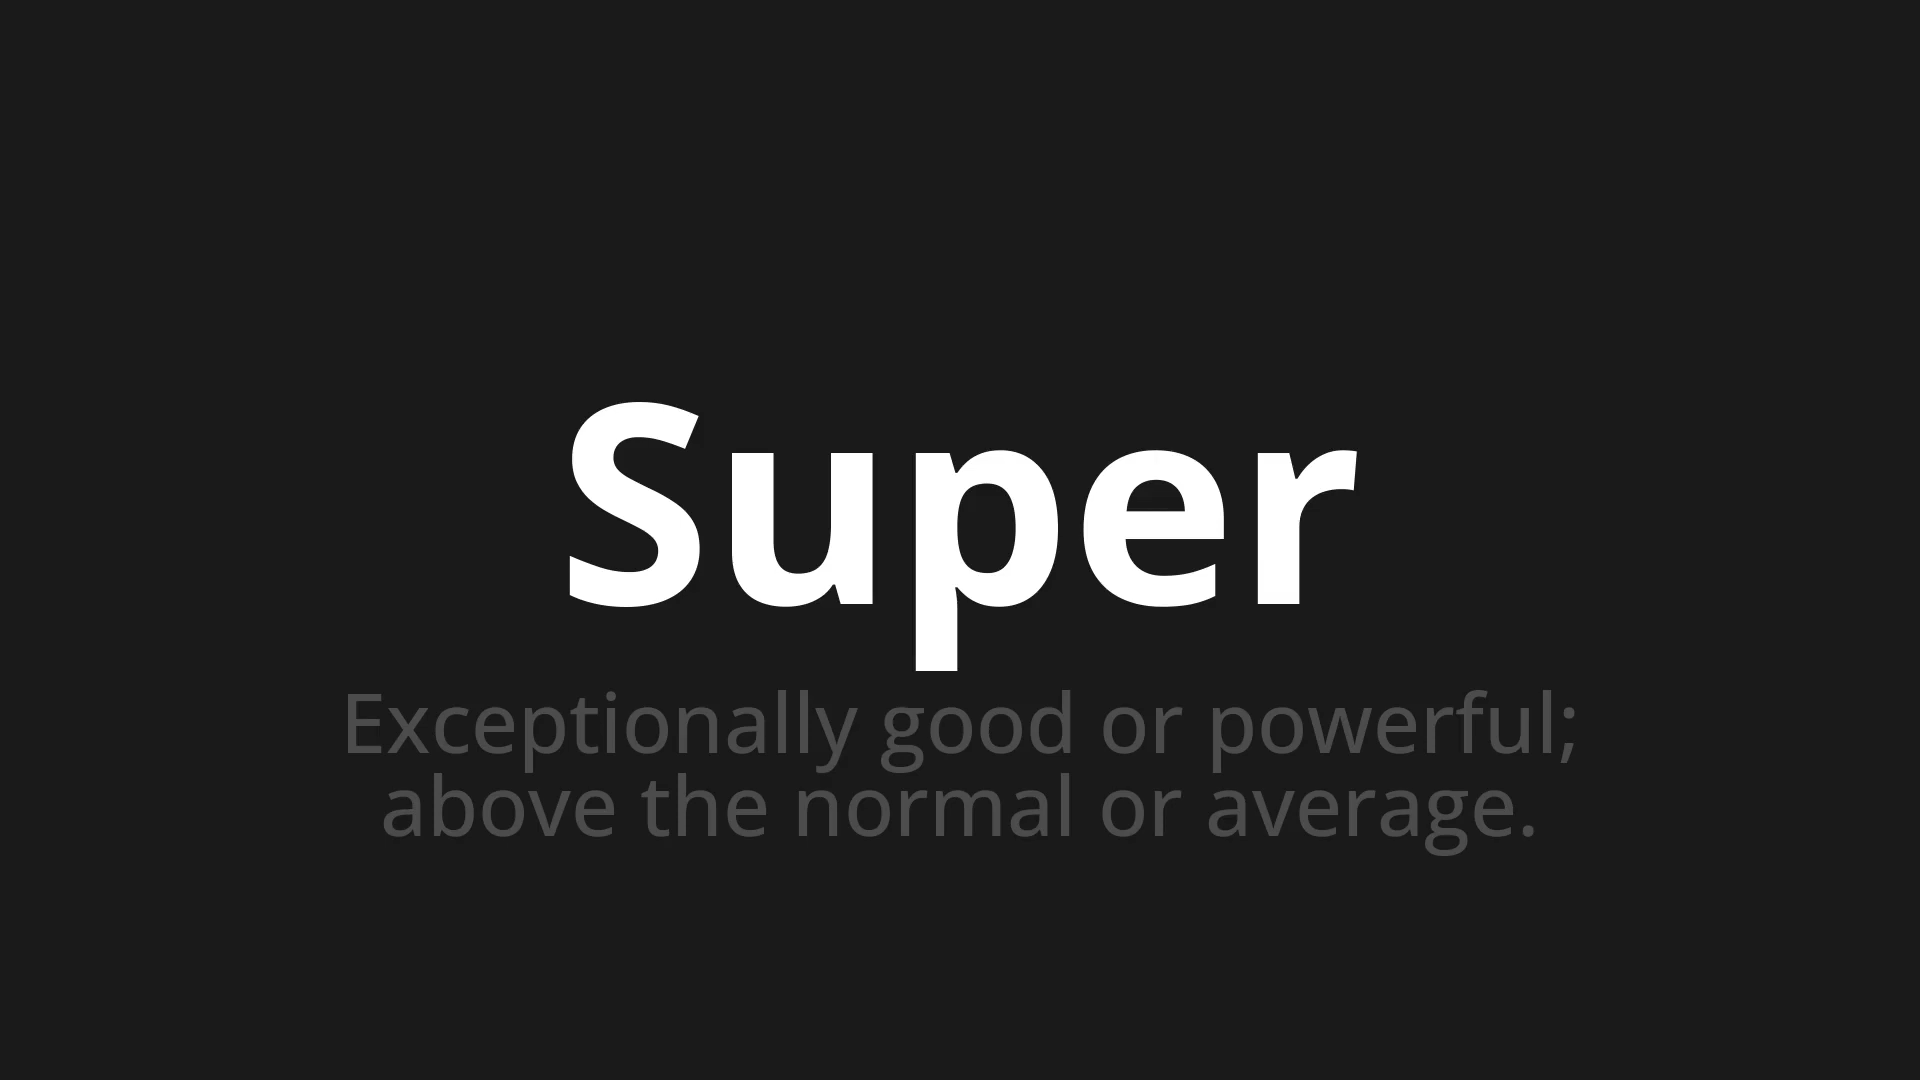 Super
Exceptionally good or powerful;
above the normal or average.